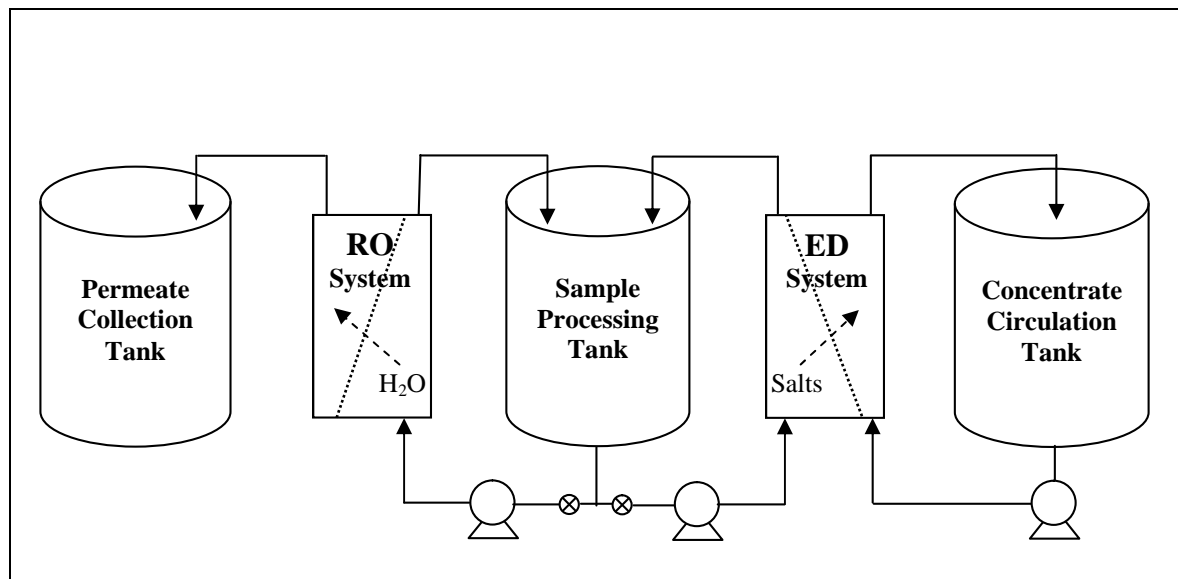 Permeate
Collection
Tank
RO
System
H₂O
Sample
Processing
Tank
ED
System
Salts
Concentrate
Circulation
Tank